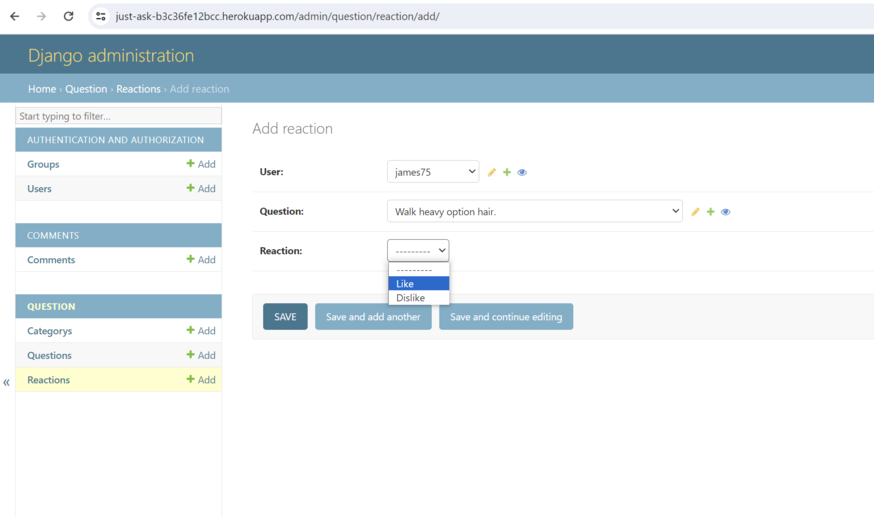 just-ask-b3c36fe12bcc.herokuapp.com/admin/question/reaction/add/
Django administration
Home › Question › Reactions › Add reaction
Start typing to filter...
AUTHENTICATION AND AUTHORIZATION
Groups + Add
Users + Add
COMMENTS
Comments + Add
QUESTION
Categorys + Add
Questions + Add
Reactions + Add
«
Add reaction
User: james75
Question: Walk heavy option hair.
Reaction: ---------
---------
Like
Dislike
SAVE Save and add another Save and continue editing